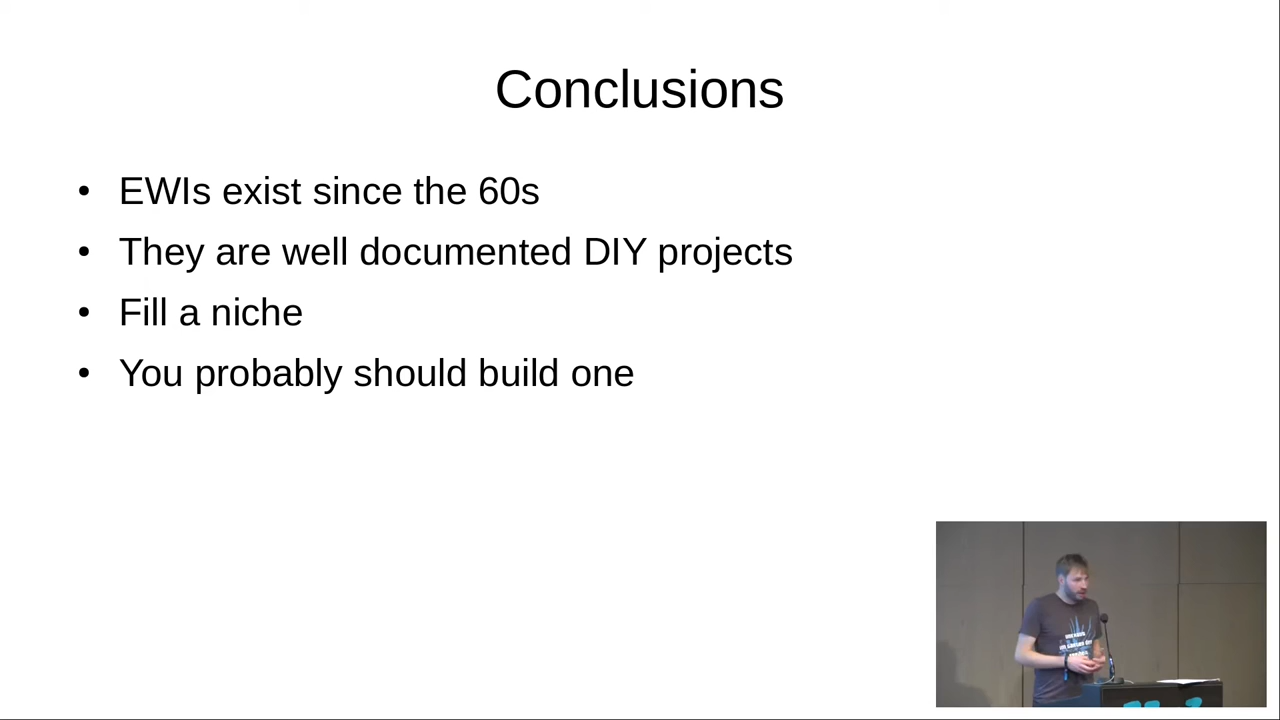 Conclusions
• EWIs exist since the 60s
• They are well documented DIY projects
• Fill a niche
• You probably should build one